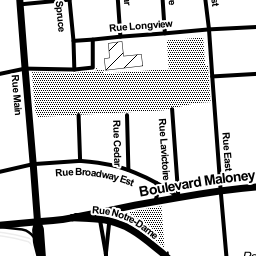 Spruce
Rue Longview
Rue Main
Rue Cedar
Rue Lavictoire
Rue East
Rue Broadway Est
Boulevard Maloney
Rue Notre-Dame